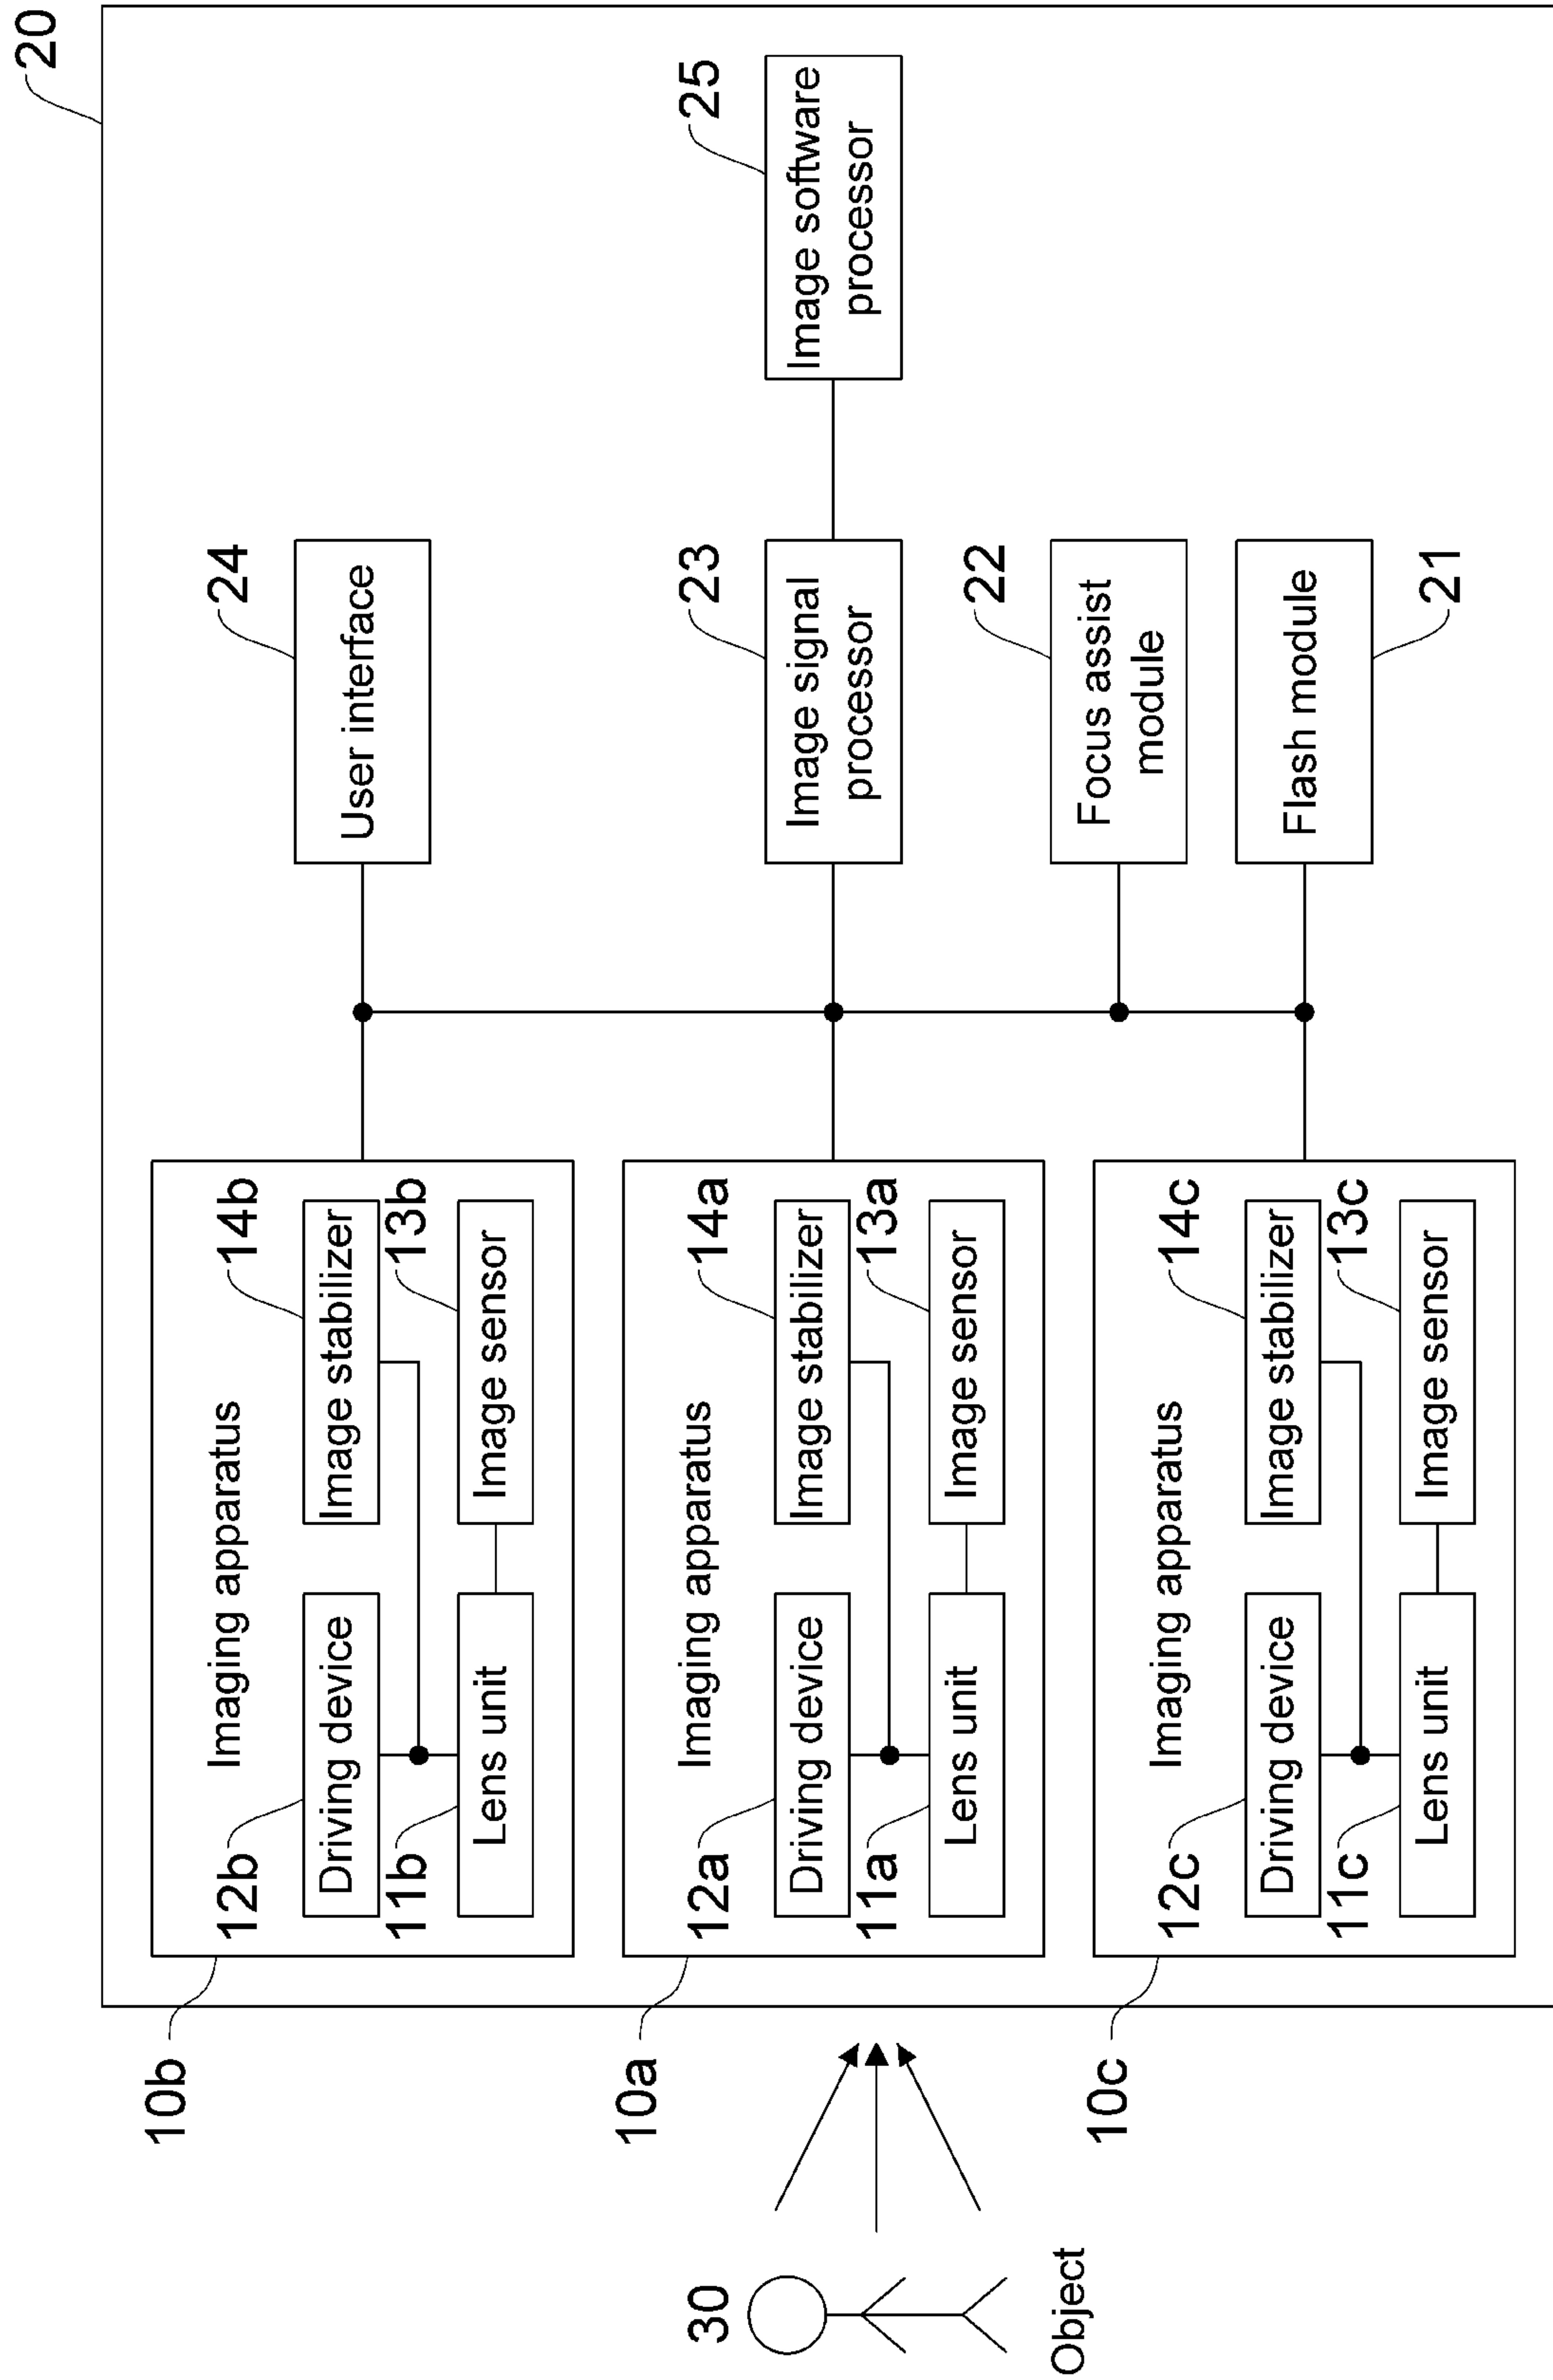 20
10b
Imaging apparatus
12b
Driving device
14b
Image stabilizer
11b
Lens unit
13b
Image sensor
24
User interface
30
Object
10a
Imaging apparatus
12a
Driving device
14a
Image stabilizer
11a
Lens unit
13a
Image sensor
23
Image signal
processor
25
Image software
processor
22
Focus assist
module
10c
Imaging apparatus
12c
Driving device
14c
Image stabilizer
11c
Lens unit
13c
Image sensor
Flash module
21